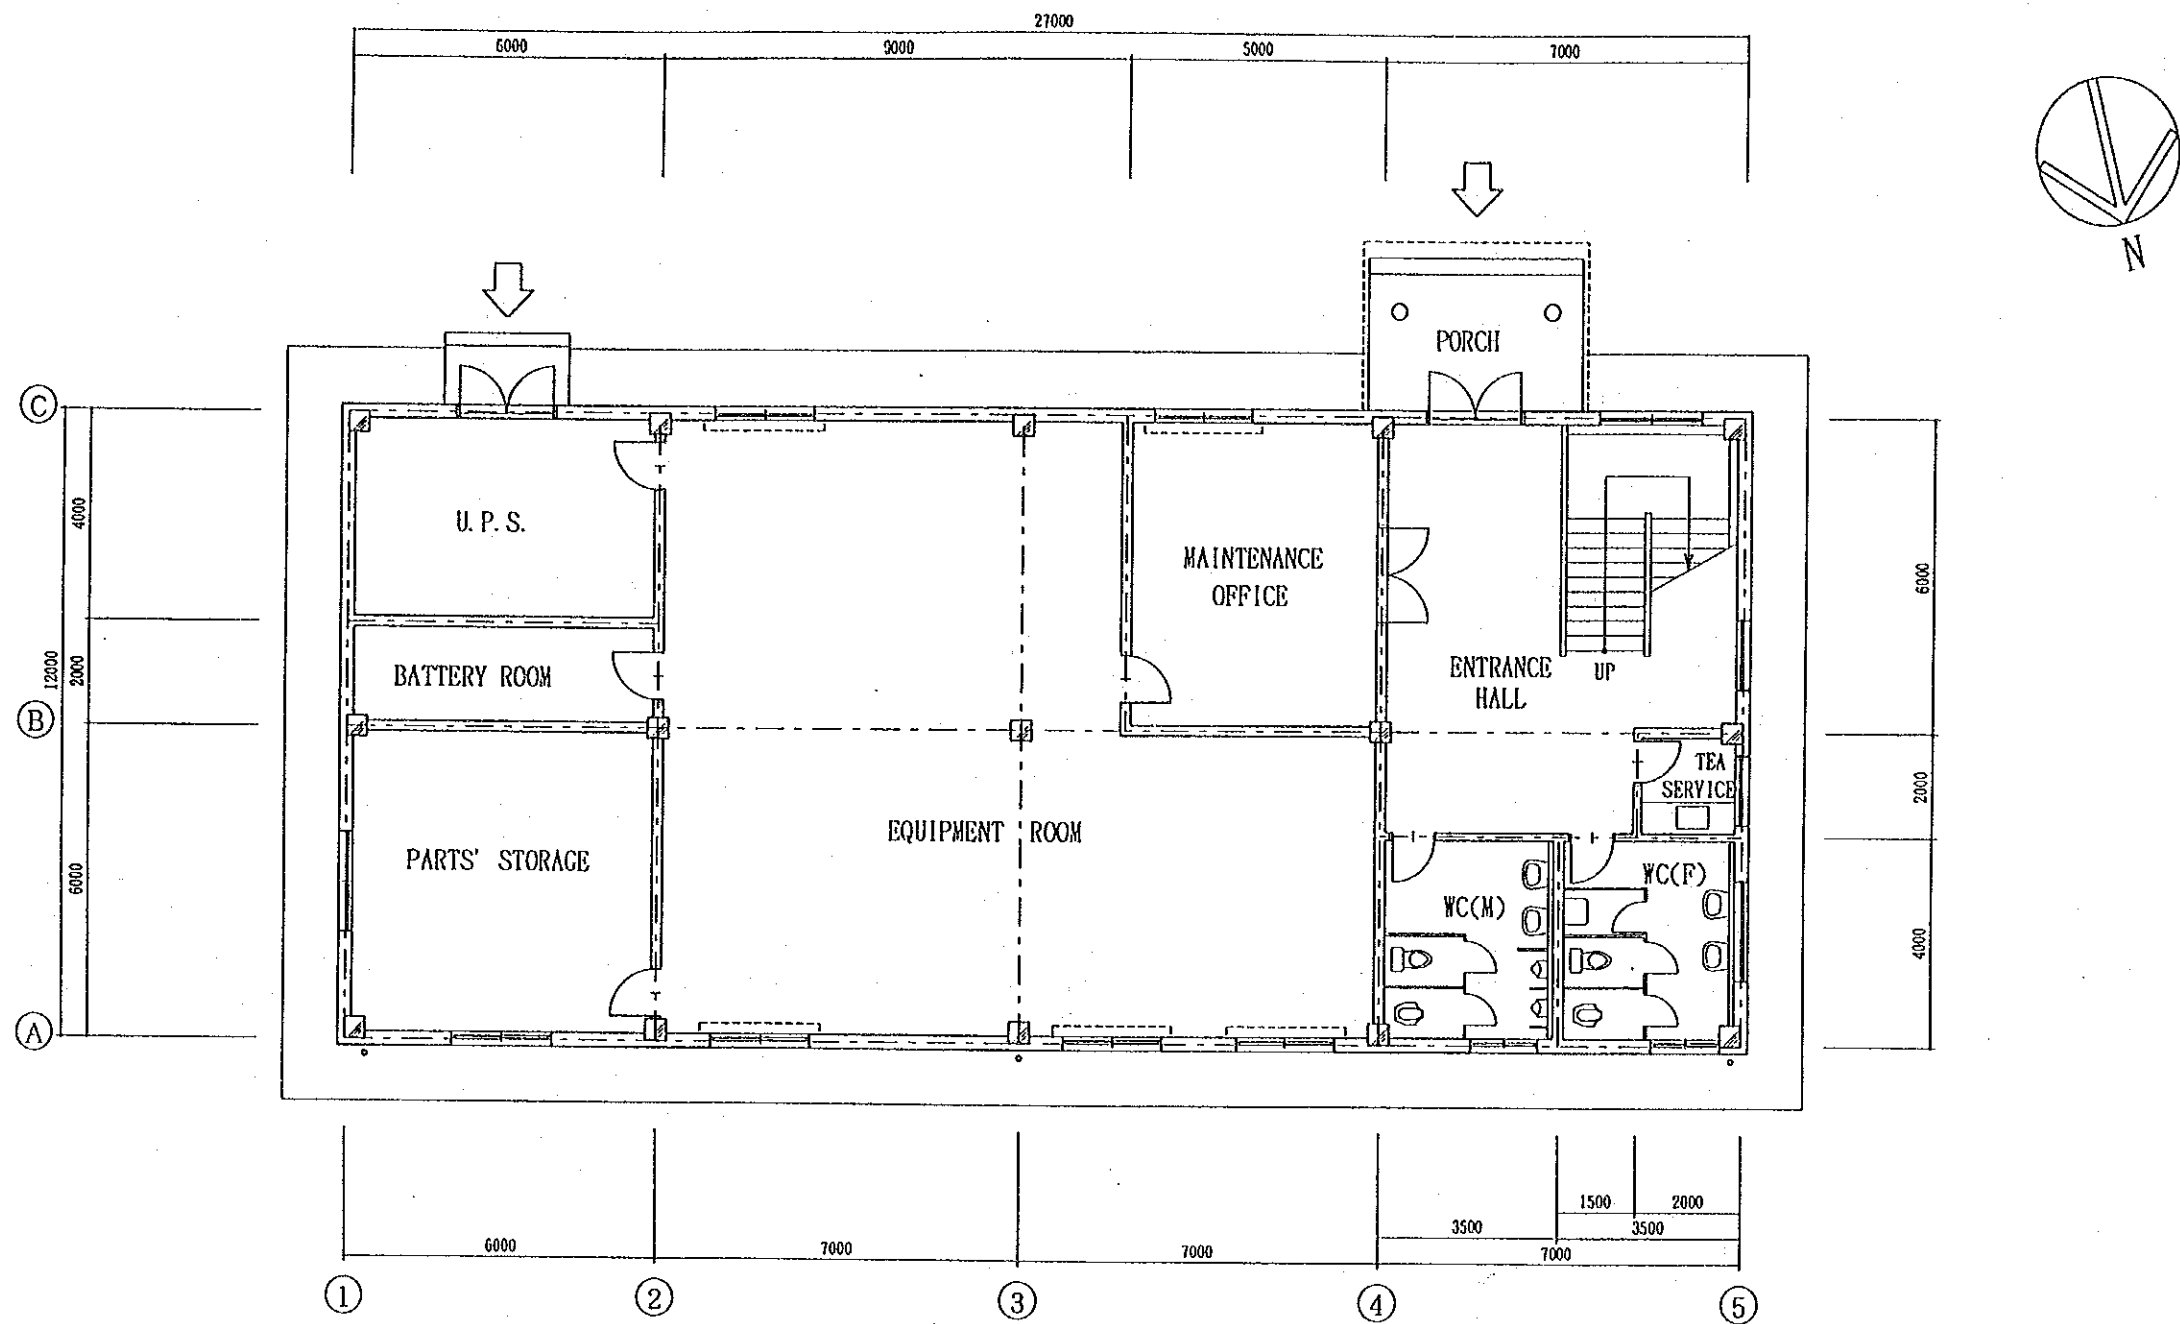 27000
6000
9000
5000
7000
N
PORCH
C
U. P. S.
4000
MAINTENANCE
OFFICE
6000
12000
2000
BATTERY ROOM
ENTRANCE
HALL
UP
B
TEA
SERVICE
2000
EQUIPMENT ROOM
PARTS' STORAGE
6000
WC(M)
WC(F)
4000
A
1500
2000
3500
3500
6000
7000
7000
7000
1
2
3
4
5